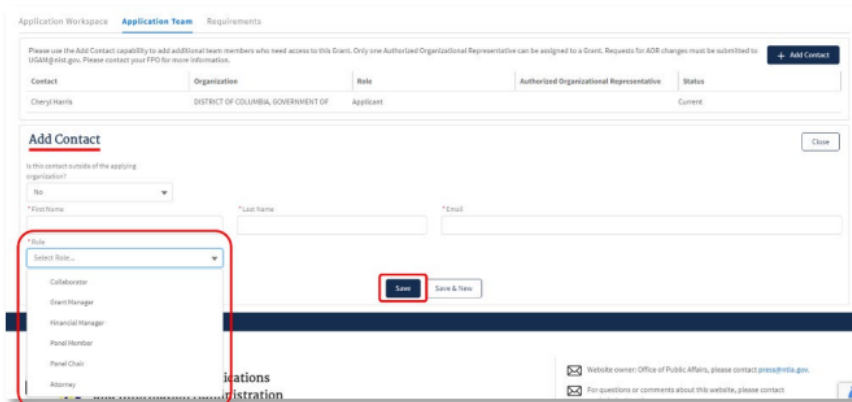 Application Workspace Application Team Requirements
Please use the Add Contact capability to add additional team members who need access to this Grant. Only one Authorized Organizational Representative can be assigned to a Grant. Requests for AOR changes must be submitted to
UGAM@nist.gov. Please contact your FPO for more information.
+ Add Contact
Contact Organization Role Authorized Organizational Representative Status
Cheryl Harris DISTRICT OF COLUMBIA, GOVERNMENT OF Applicant Current
Add Contact
Close
Is this contact outside of the applying
organization?
No
*First Name *Last Name *Email
*Role
Select Role...
Collaborator
Grant Manager
Financial Manager
Panel Member
Panel Chair
Attorney
Save Save & New
ications
and Information Administration
Website owner: Office of Public Affairs, please contact press@ntia.gov.
For questions or comments about this website, please contact